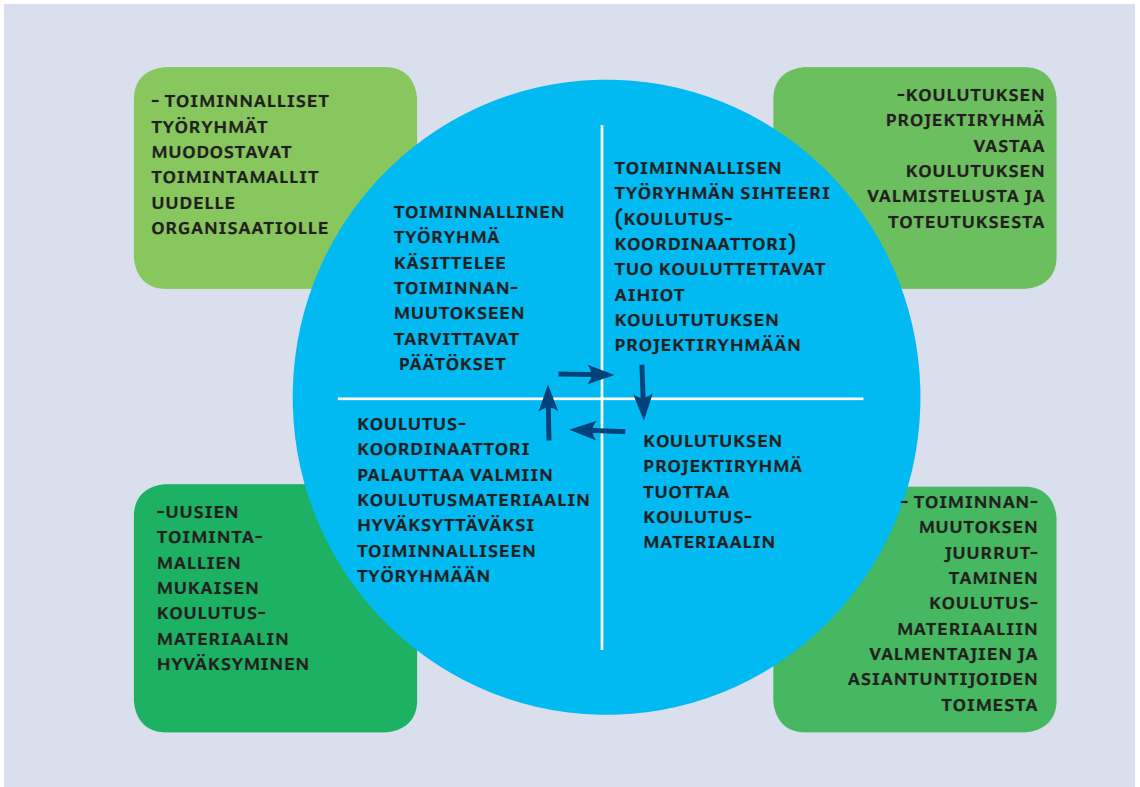 - TOIMINNALLISET
TYÖRYHMÄT
MUODOSTAVAT
TOIMINTAMALLIT
UUDELLE
ORGANISAATIOLLE
TOIMINNALLINEN
TYÖRYHMÄ
KÄSITTELEE
TOIMINNAN-
MUUTOKSEEN
TARVITTAVAT
PÄÄTÖKSET
TOIMINNALLISEN
TYÖRYHMÄN SIHTEERI
(KOULUTUS-
KOORDINAATTORI)
TUO KOULUTTETTAVAT
AIHIOT
KOULUTUTUKSEN
PROJEKTIRYHMÄÄN
-KOULUTUKSEN
PROJEKTIRYHMÄ
VASTAA
KOULUTUKSEN
VALMISTELUSTA JA
TOTEUTUKSESTA
-UUSIEN
TOIMINTA-
MALLIEN
MUKAISEN
KOULUTUS-
MATERIAALIN
HYVÄKSYMINEN
KOULUTUS-
KOORDINAATTORI
PALAUTTAA VALMIIN
KOULUTUSMATERIAALIN
HYVÄKSYTTÄVÄKSI
TOIMINNALLISEEN
TYÖRYHMÄÄN
KOULUTUKSEN
PROJEKTIRYHMÄ
TUOTTAA
KOULUTUS-
MATERIAALIN
- TOIMINNAN-
MUUTOKSEN
JUURRUT-
TAMINEN
KOULUTUS-
MATERIAALIIN
VALMENTAJIEN JA
ASIANTUNTIJOIDEN
TOIMESTA